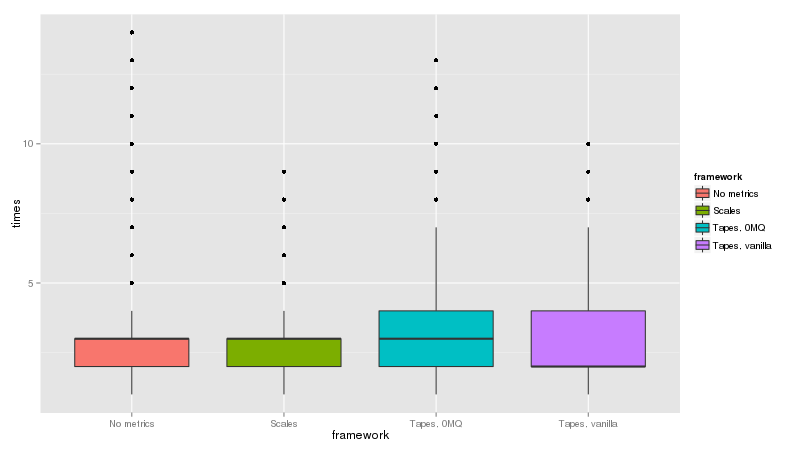 times
10
5
No metrics
Scales
Tapes, 0MQ
Tapes, vanilla
framework
framework
No metrics
Scales
Tapes, 0MQ
Tapes, vanilla